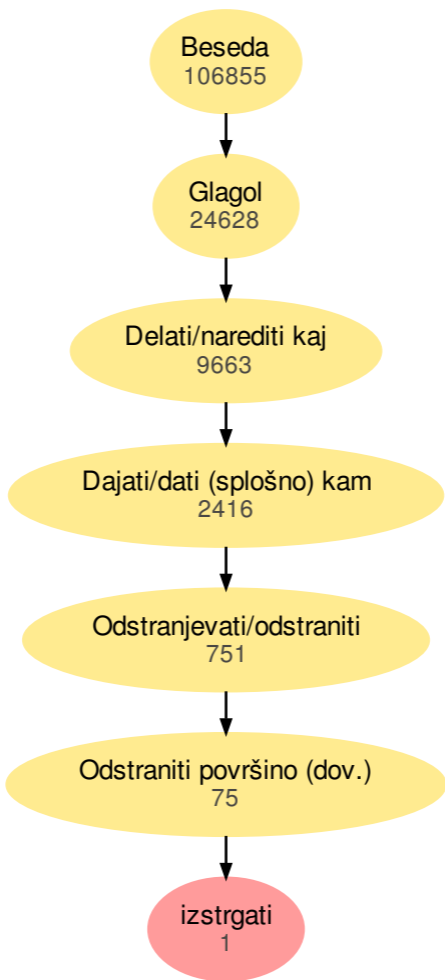 Beseda
106855
Glagol
24628
Delati/narediti kaj
9663
Dajati/dati (splošno) kam
2416
Odstranjevati/odstraniti
751
Odstraniti površino (dov.)
75
izstrgati
1